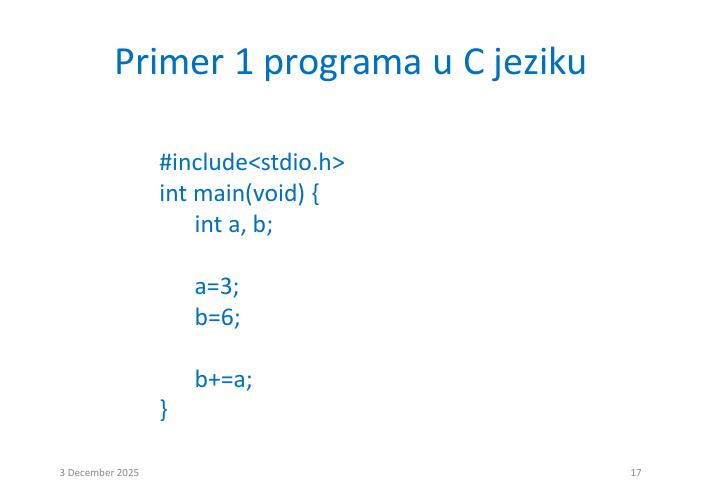 Primer 1 programa u C jeziku
#include<stdio.h>
int main(void) {
int a, b;
a=3;
b=6;
b+=a;
}
3 December 2025
17